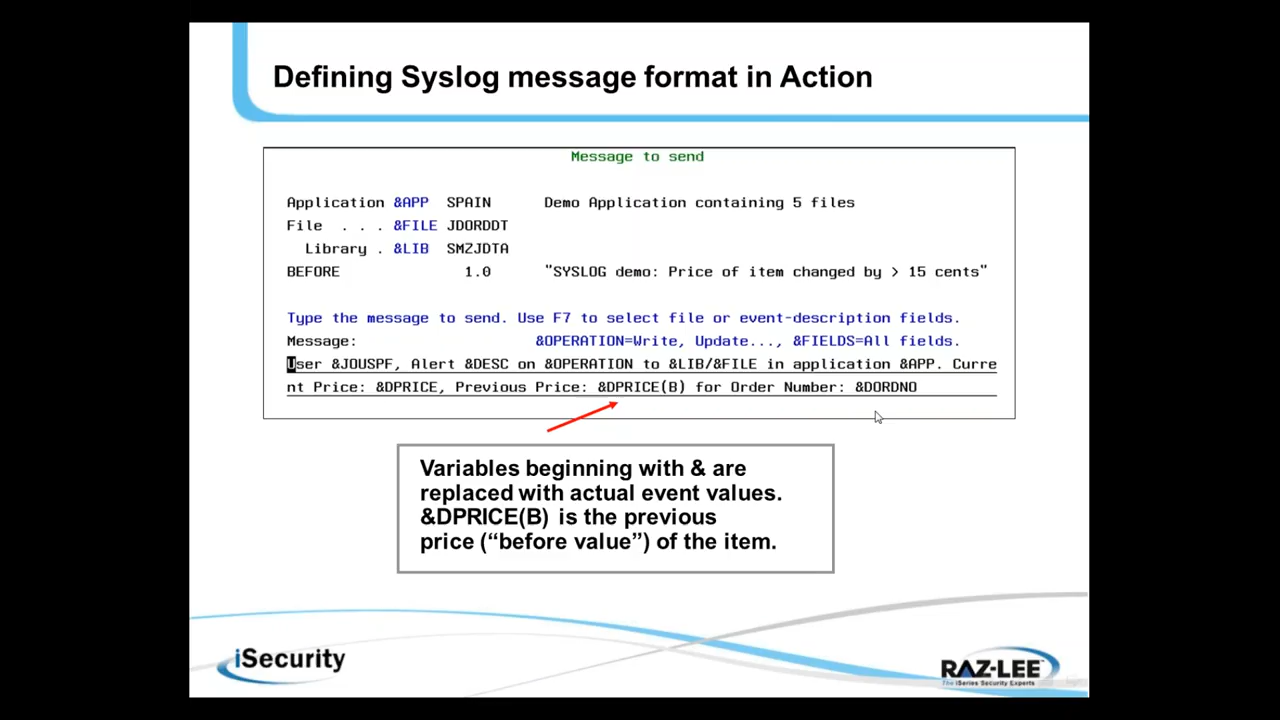 Defining Syslog message format in Action
Message to send
Application &APP SPAIN Demo Application containing 5 files
File . . . &FILE JDORDDT
Library . &LIB SMZJDTA
BEFORE 1.0 "SYSLOG demo: Price of item changed by > 15 cents"
Type the message to send. Use F7 to select file or event-description fields.
Message: &OPERATION=Write, Update..., &FIELDS=All fields.
User &JOUSPF, Alert &DESC on &OPERATION to &LIB/&FILE in application &APP. Curre
nt Price: &DPRICE, Previous Price: &DPRICE(B) for Order Number: &DORDNO
Variables beginning with & are
replaced with actual event values.
&DPRICE(B) is the previous
price (“before value”) of the item.
iSecurity
RAZ-LEE
The iSeries Security Experts